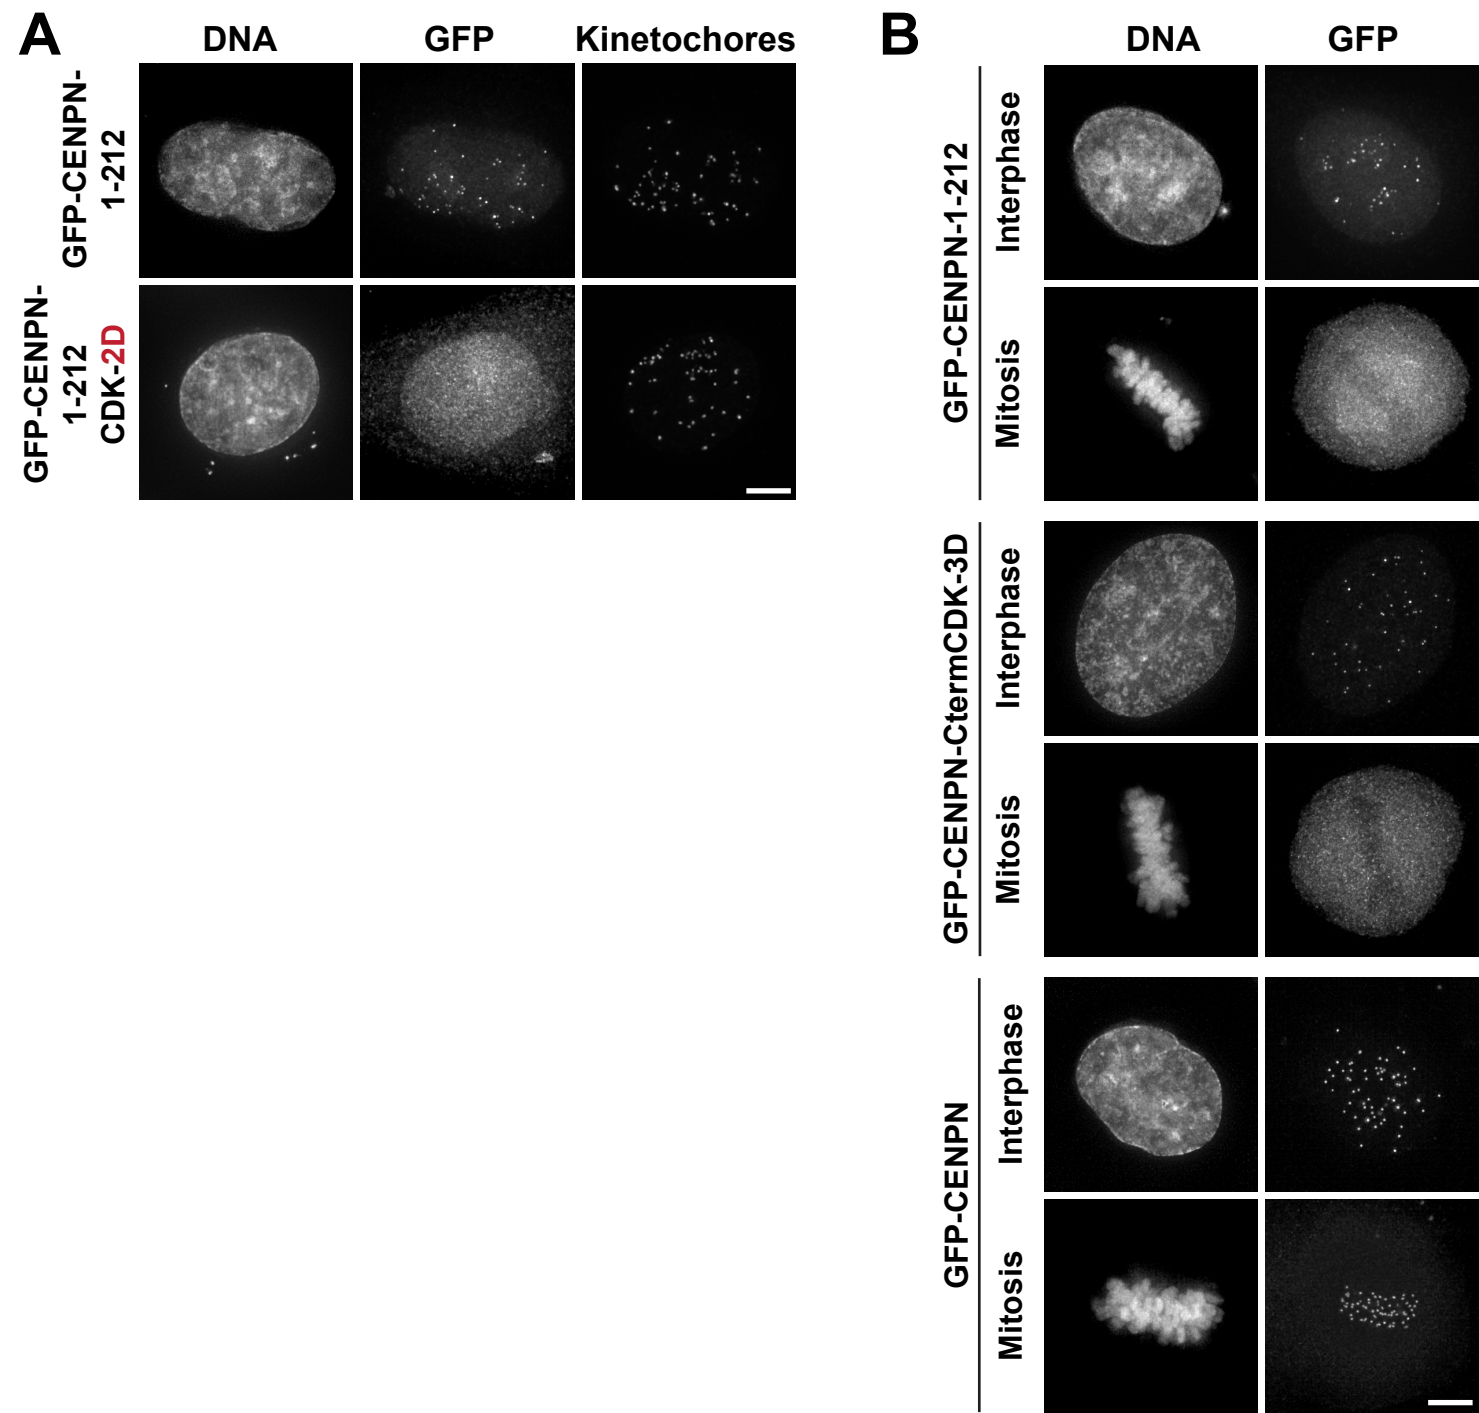 A
DNA
GFP
Kinetochores
GFP-CENPN-
1-212
GFP-CENPN-
1-212
CDK-2D
B
DNA
GFP
GFP-CENPN-1-212
Interphase
Mitosis
GFP-CENPN-CtermCDK-3D
Interphase
Mitosis
GFP-CENPN
Interphase
Mitosis